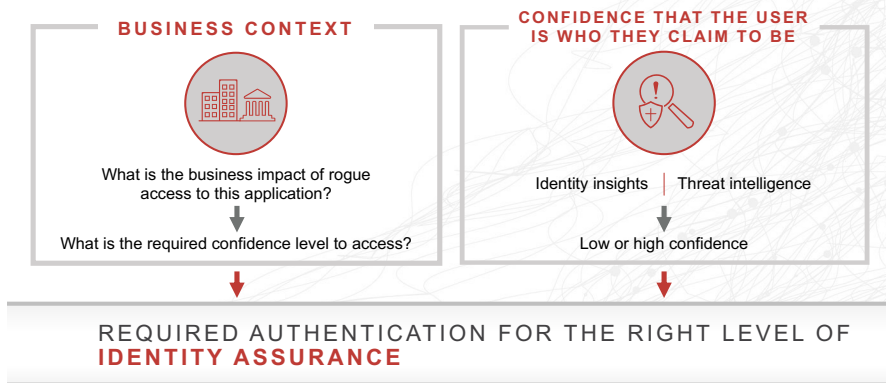 BUSINESS CONTEXT
What is the business impact of rogue
access to this application?
What is the required confidence level to access?
CONFIDENCE THAT THE USER
IS WHO THEY CLAIM TO BE
Identity insights | Threat intelligence
Low or high confidence
REQUIRED AUTHENTICATION FOR THE RIGHT LEVEL OF
IDENTITY ASSURANCE